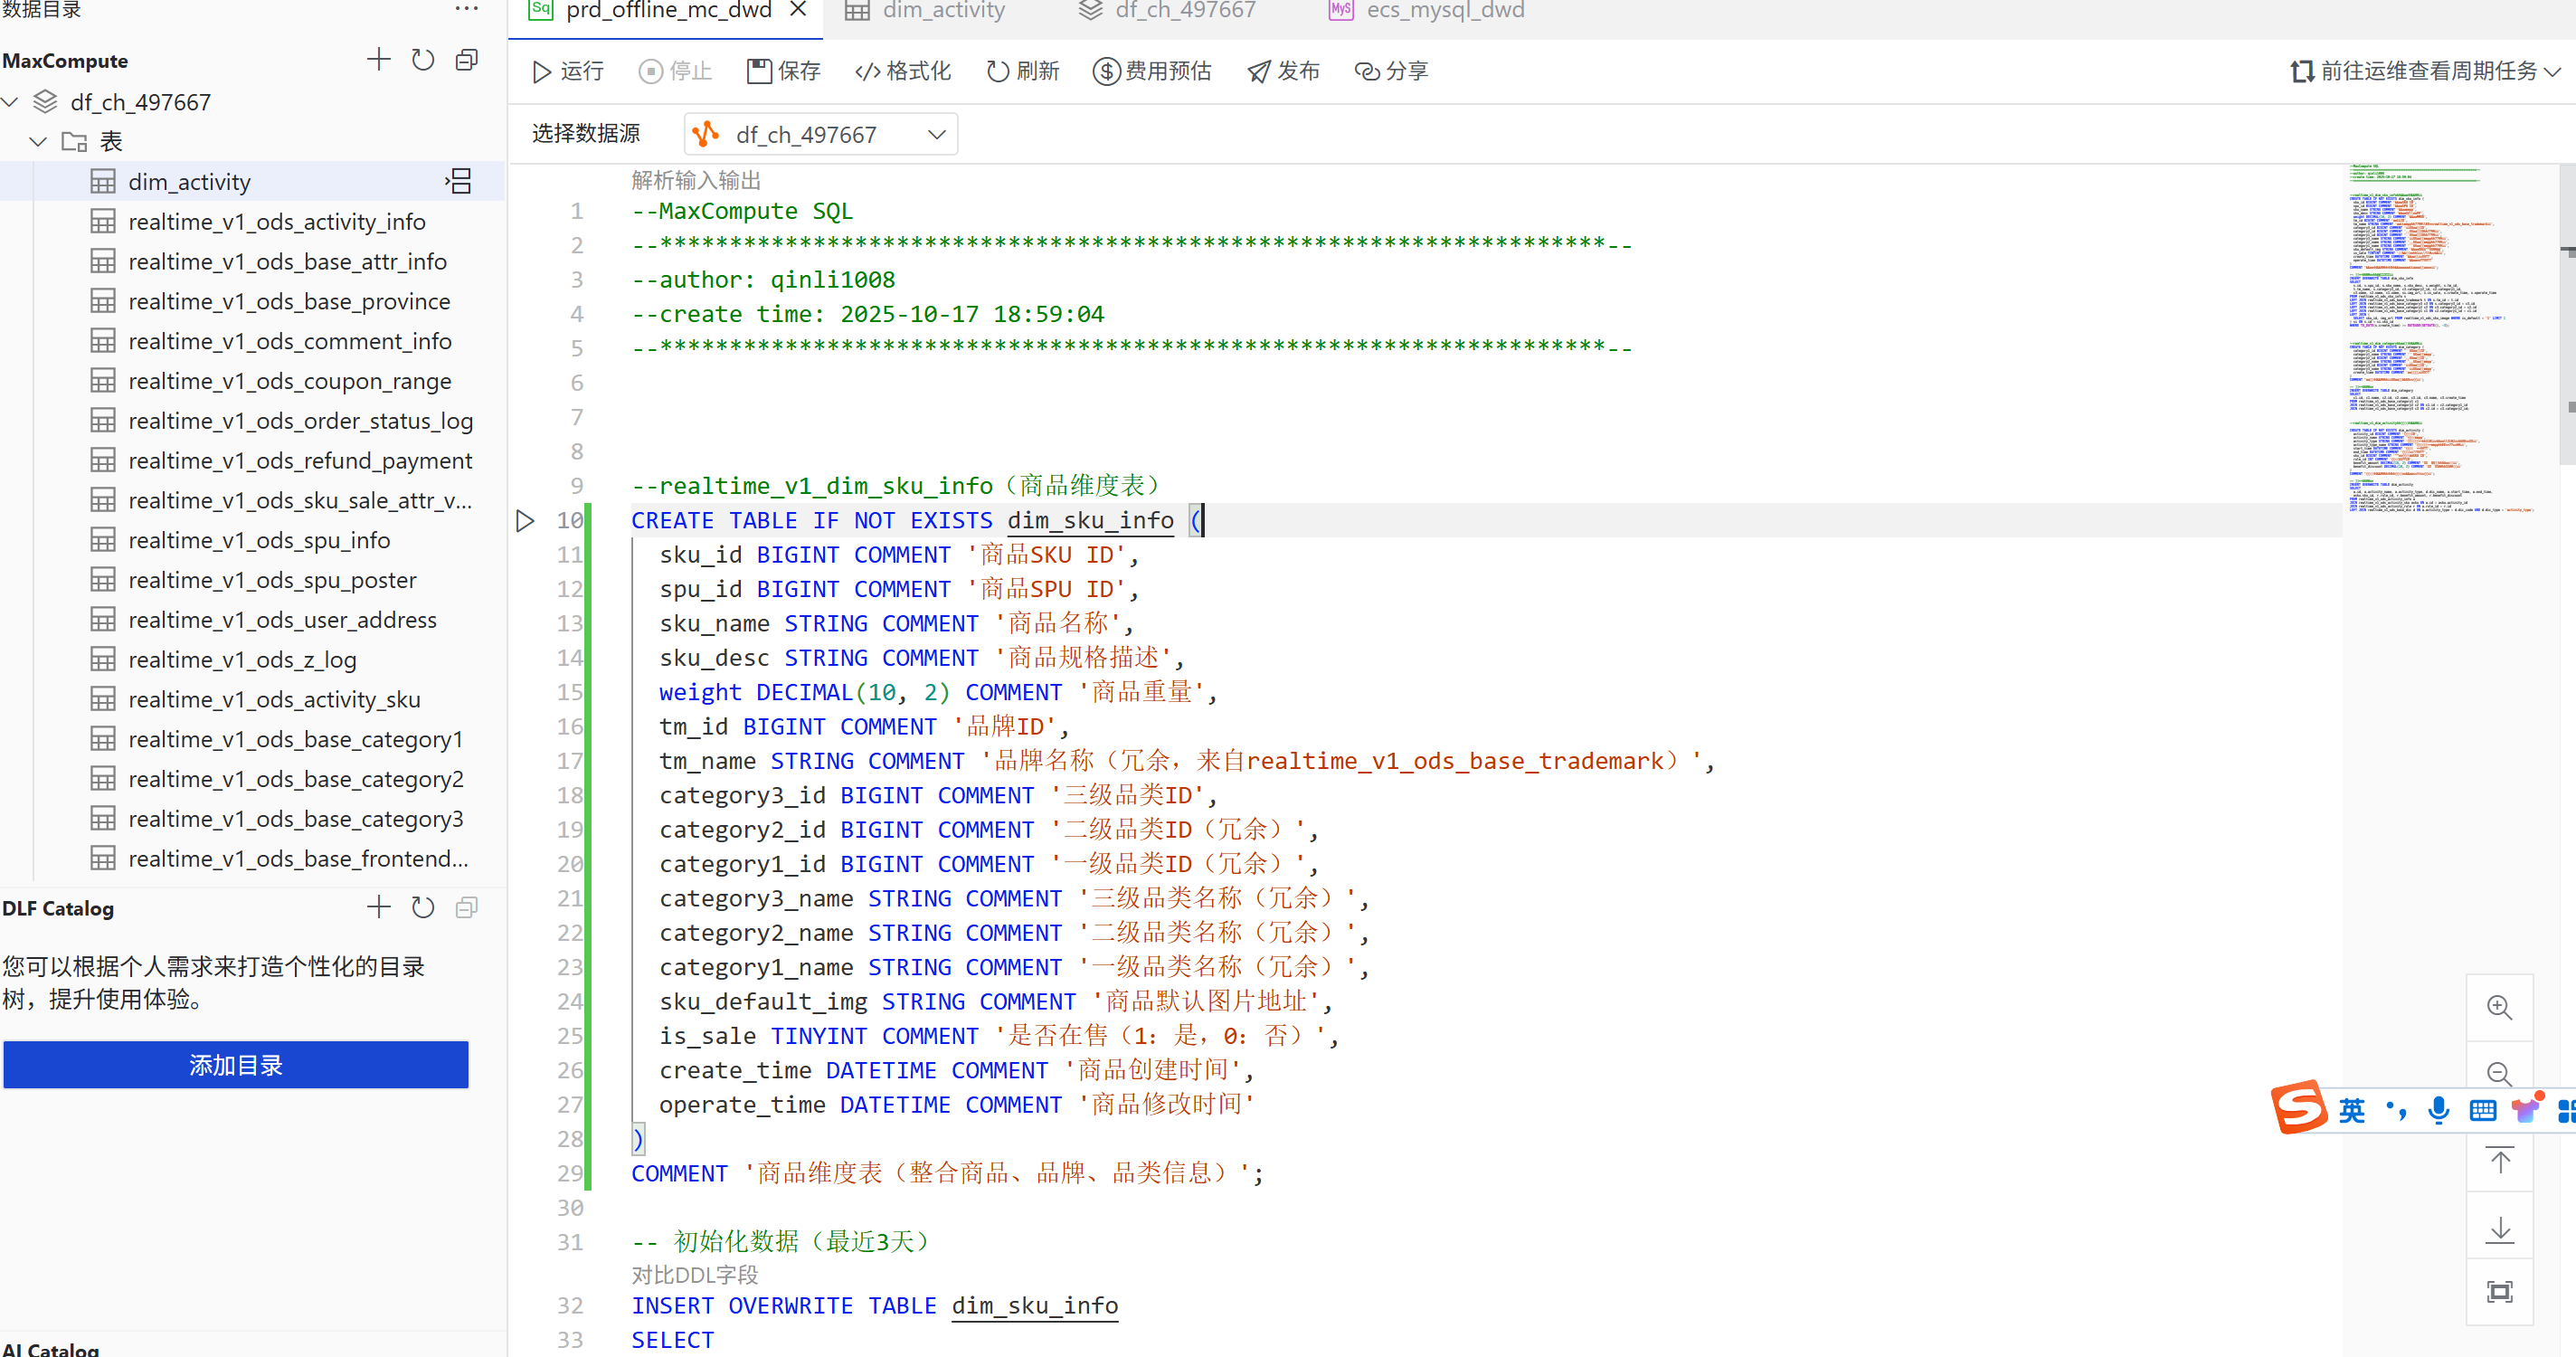 数据目录
MaxCompute
df_ch_497667
表
dim_activity
realtime_v1_ods_activity_info
realtime_v1_ods_base_attr_info
realtime_v1_ods_base_province
realtime_v1_ods_comment_info
realtime_v1_ods_coupon_range
realtime_v1_ods_order_status_log
realtime_v1_ods_refund_payment
realtime_v1_ods_sku_sale_attr_v...
realtime_v1_ods_spu_info
realtime_v1_ods_spu_poster
realtime_v1_ods_user_address
realtime_v1_ods_z_log
realtime_v1_ods_activity_sku
realtime_v1_ods_base_category1
realtime_v1_ods_base_category2
realtime_v1_ods_base_category3
realtime_v1_ods_base_frontend...
DLF Catalog
您可以根据个人需求来打造个性化的目录
树，提升使用体验。
添加目录
AI Catalog
Sq prd_offline_mc_dwd dim_activity df_ch_497667 MyS ecs_mysql_dwd
运行 停止 保存 格式化 刷新 费用预估 发布 分享 前往运维查看周期任务
选择数据源 df_ch_497667
解析输入输出
1 --MaxCompute SQL
2 --********************************************************************--
3 --author: qinli1008
4 --create time: 2025-10-17 18:59:04
5 --********************************************************************--
6
7
8
9 --realtime_v1_dim_sku_info（商品维度表）
10 CREATE TABLE IF NOT EXISTS dim_sku_info (
11 sku_id BIGINT COMMENT '商品SKU ID',
12 spu_id BIGINT COMMENT '商品SPU ID',
13 sku_name STRING COMMENT '商品名称',
14 sku_desc STRING COMMENT '商品规格描述',
15 weight DECIMAL(10, 2) COMMENT '商品重量',
16 tm_id BIGINT COMMENT '品牌ID',
17 tm_name STRING COMMENT '品牌名称（冗余，来自realtime_v1_ods_base_trademark）',
18 category3_id BIGINT COMMENT '三级品类ID',
19 category2_id BIGINT COMMENT '二级品类ID（冗余）',
20 category1_id BIGINT COMMENT '一级品类ID（冗余）',
21 category3_name STRING COMMENT '三级品类名称（冗余）',
22 category2_name STRING COMMENT '二级品类名称（冗余）',
23 category1_name STRING COMMENT '一级品类名称（冗余）',
24 sku_default_img STRING COMMENT '商品默认图片地址',
25 is_sale TINYINT COMMENT '是否在售（1：是，0：否）',
26 create_time DATETIME COMMENT '商品创建时间',
27 operate_time DATETIME COMMENT '商品修改时间'
28 )
29 COMMENT '商品维度表（整合商品、品牌、品类信息）';
30
31 -- 初始化数据（最近3天）
对比DDL字段
32 INSERT OVERWRITE TABLE dim_sku_info
33 SELECT
英